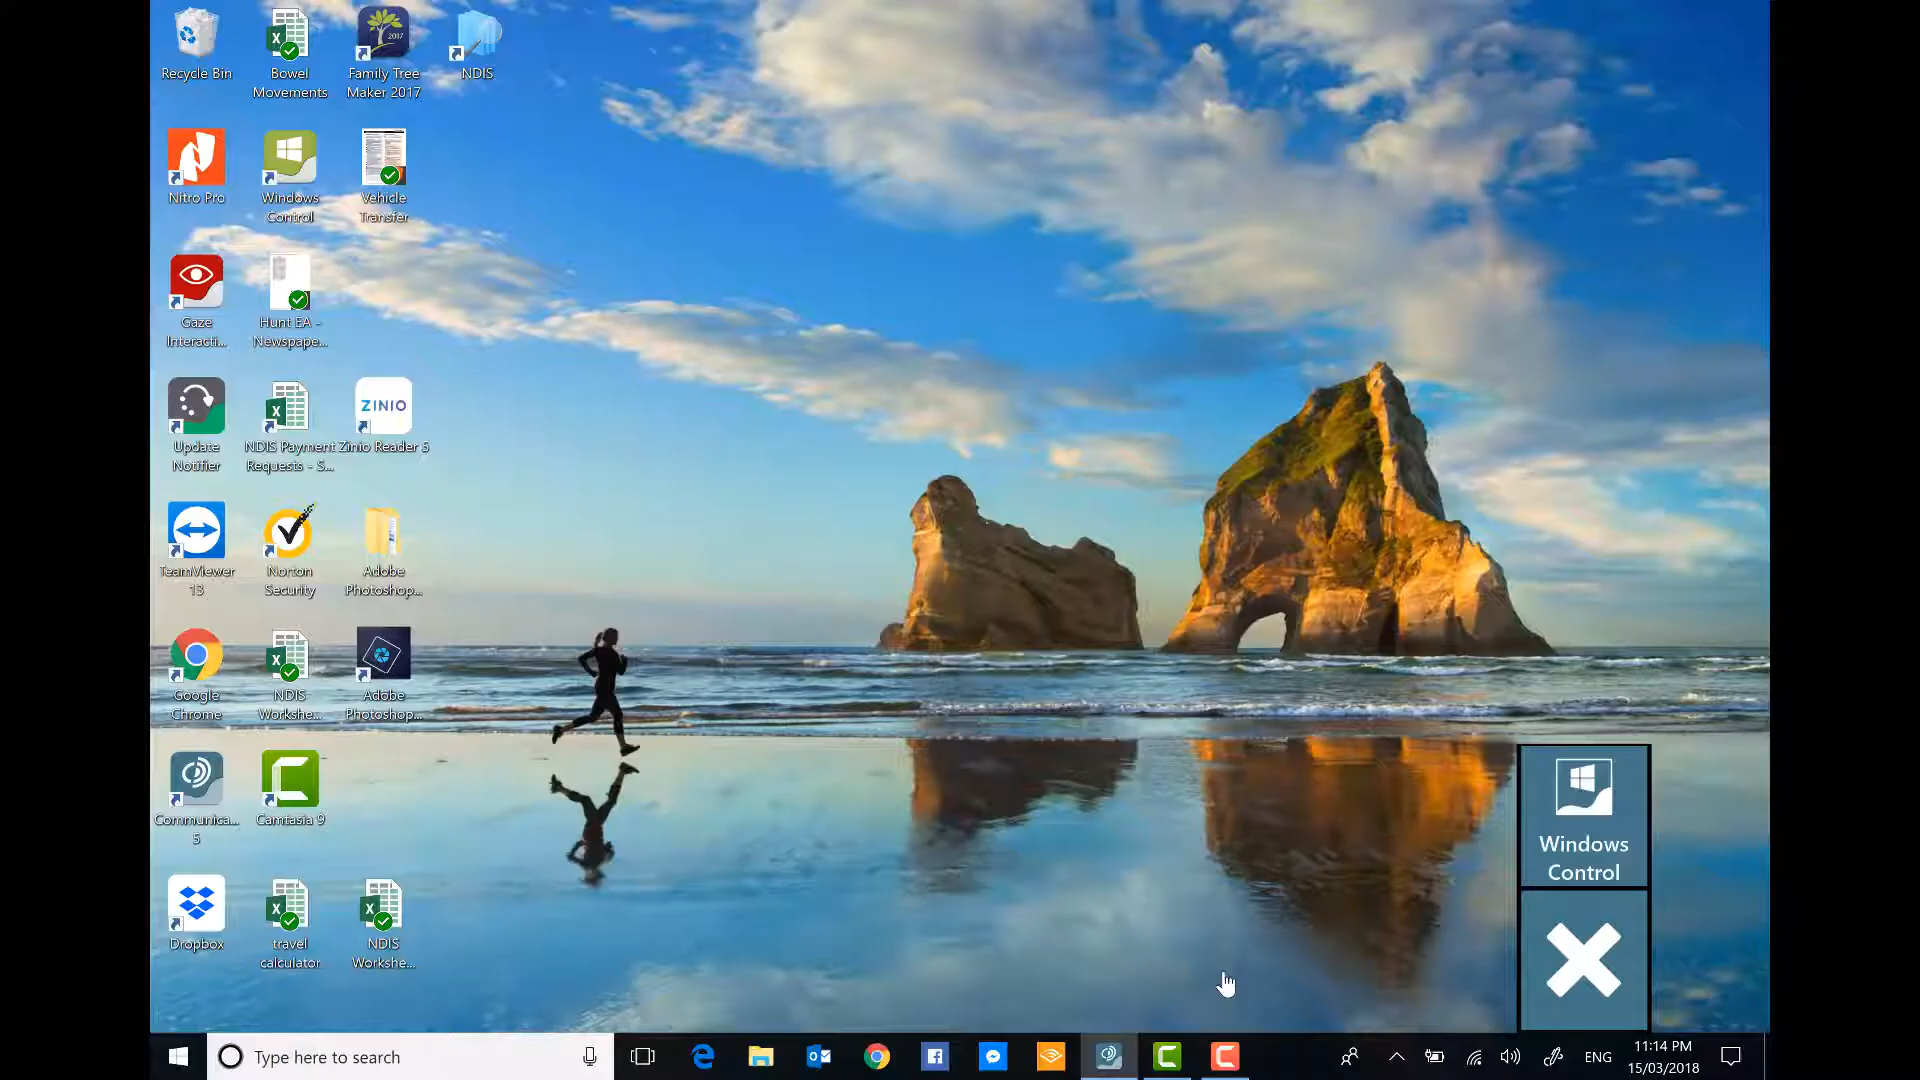 Recycle Bin
Bowel
Movements
2017
Family Tree
Maker 2017
NDIS
Nitro Pro
Windows
Control
Vehicle
Transfer
Gaze
Interacti...
Hunt EA -
Newspape...
Update
Notifier
NDIS Payment
Requests - S...
ZINIO
Zinio Reader 5
TeamViewer
13
Norton
Security
Adobe
Photoshop...
Google
Chrome
NDIS
Workshe...
Adobe
Photoshop...
Communica...
5
Camtasia 9
Dropbox
travel
calculator
NDIS
Workshe...
Windows
Control
Type here to search
ENG
11:14 PM
15/03/2018